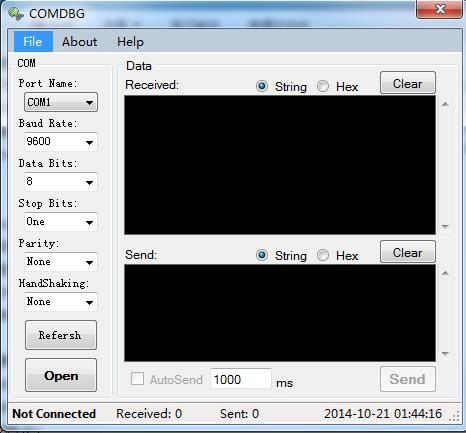 COMDBG
File About Help
COM
Port Name:
COM1
Baud Rate:
9600
Data Bits:
8
Stop Bits:
One
Parity:
None
HandShaking:
None
Refersh
Open
Data
Received: String Hex Clear
Send: String Hex Clear
AutoSend 1000 ms Send
Not Connected Received: 0 Sent: 0 2014-10-21 01:44:16